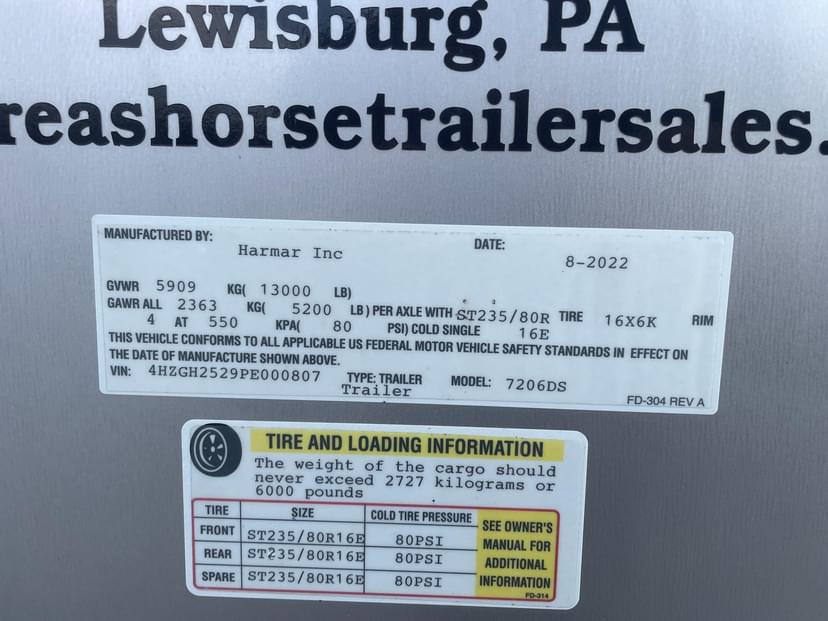 Lewisburg, PA
reashorsetrailersales.
MANUFACTURED BY: Harmar Inc DATE: 8-2022
GVWR 5909 KG( 13000 LB)
GAWR ALL 2363 KG( 5200 LB ) PER AXLE WITH ST235/80R TIRE 16X6K RIM
4 AT 550 KPA( 80 PSI) COLD SINGLE 16E
THIS VEHICLE CONFORMS TO ALL APPLICABLE US FEDERAL MOTOR VEHICLE SAFETY STANDARDS IN EFFECT ON
THE DATE OF MANUFACTURE SHOWN ABOVE.
VIN: 4HZGH2529PE000807 TYPE: TRAILER MODEL: 7206DS
Trailer
FD-304 REV A
TIRE AND LOADING INFORMATION
The weight of the cargo should
never exceed 2727 kilograms or
6000 pounds
TIRE SIZE COLD TIRE PRESSURE
FRONT ST235/80R16E 80PSI
REAR ST235/80R16E 80PSI
SPARE ST235/80R16E 80PSI
SEE OWNER'S
MANUAL FOR
ADDITIONAL
INFORMATION
FD-314